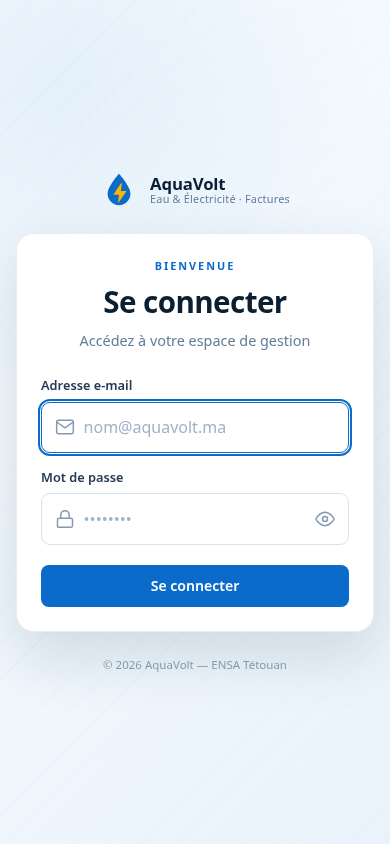 AquaVolt
Eau & Électricité · Factures
BIENVENUE
Se connecter
Accédez à votre espace de gestion
Adresse e-mail
nom@aquavolt.ma
Mot de passe
••••••••
Se connecter
© 2026 AquaVolt — ENSA Tétouan